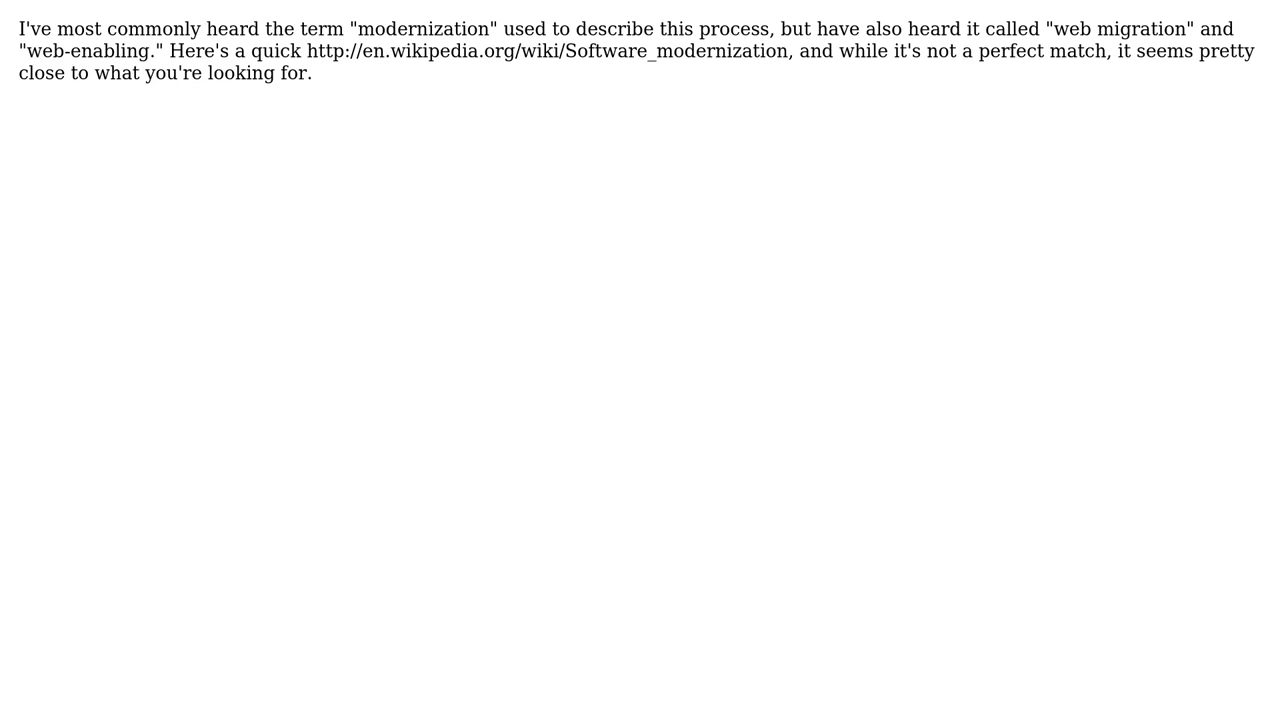 I've most commonly heard the term "modernization" used to describe this process, but have also heard it called "web migration" and
"web-enabling." Here's a quick http://en.wikipedia.org/wiki/Software_modernization, and while it's not a perfect match, it seems pretty
close to what you're looking for.